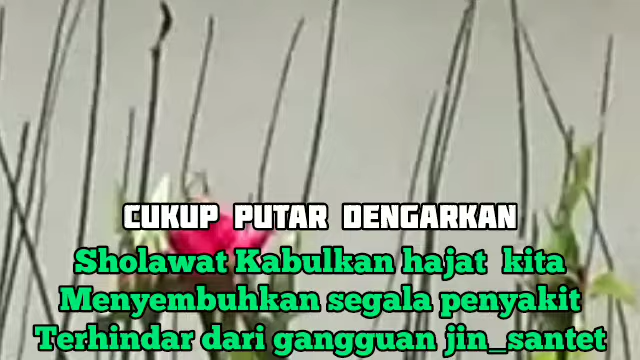 CUKUP PUTAR DENGARKAN
Sholawat Kabulkan hajat kita
Menyembuhkan segala penyakit
Terhindar dari gangguan jin_santet